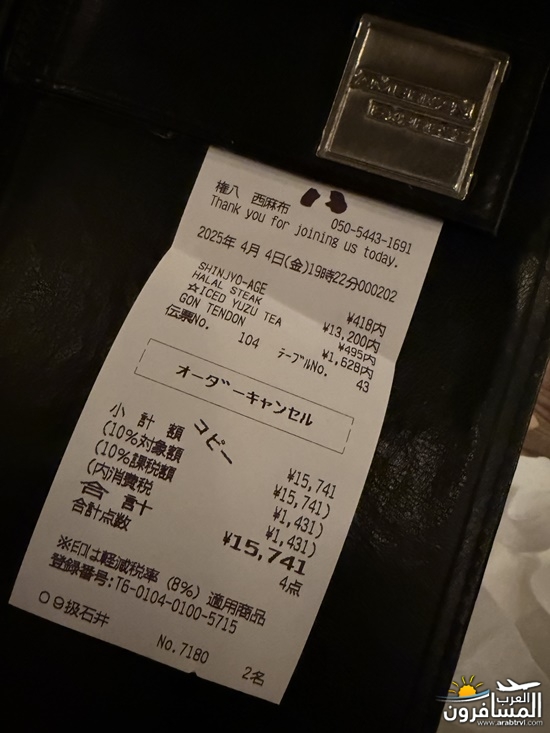 権八 西麻布 050-5443-1691
Thank you for joining us today.
2025年 4月 4日(金)19時22分000202
SHINJYO-AGE ¥418内
HALAL STEAK ¥13,200内
☆ICED YUZU TEA ¥495内
GON TENDON ¥1,628内
伝票No. 104 テーブルNo. 43
オーダーキャンセル
コピー
小 計 額 ¥15,741
(10%対象額 ¥15,741)
(10%課税額 ¥1,431)
(内消費税 ¥1,431)
合 計 ¥15,741
合計点数 4点
※印は軽減税率（8%）適用商品
登録番号:T6-0104-0100-5715
09扱石井
No.7180 2名
العرب
المسافرون
www.arabtrvl.com